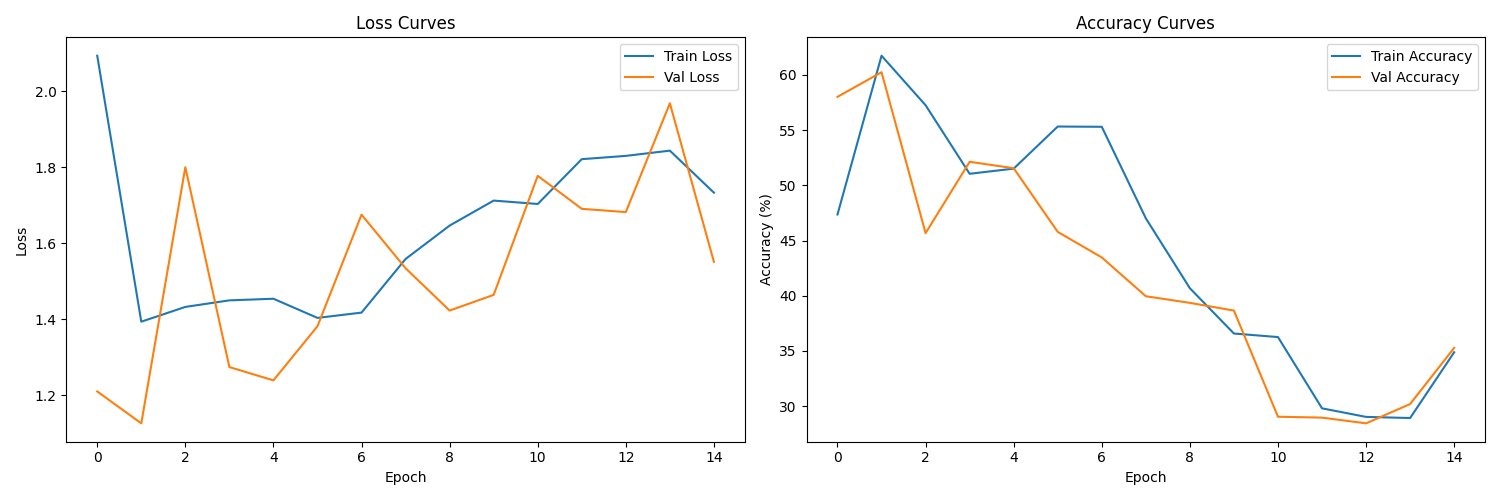 Loss Curves
Train Loss
Val Loss
2.0
1.8
1.6
1.4
1.2
Loss
0 2 4 6 8 10 12 14
Epoch
Accuracy Curves
Train Accuracy
Val Accuracy
60
55
50
45
40
35
30
Accuracy (%)
0 2 4 6 8 10 12 14
Epoch